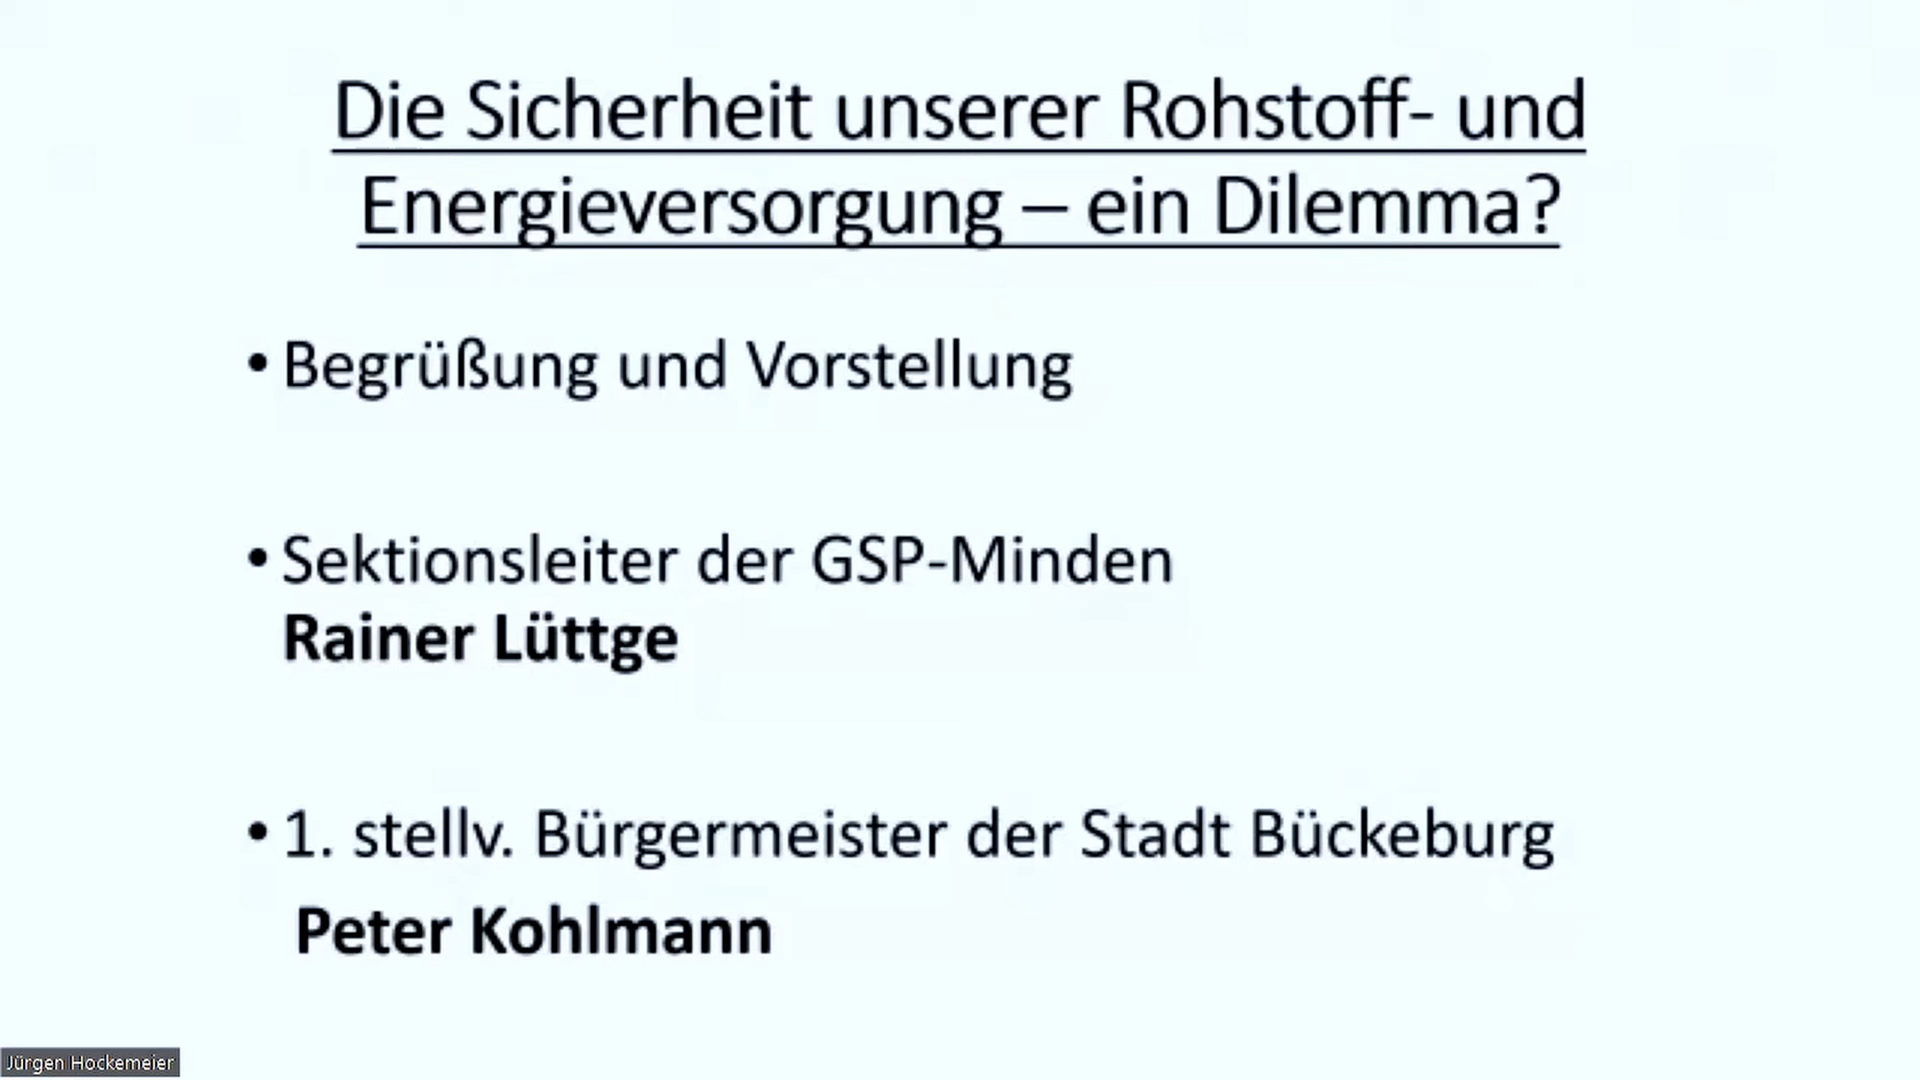 Die Sicherheit unserer Rohstoff- und
Energieversorgung – ein Dilemma?
• Begrüßung und Vorstellung
• Sektionsleiter der GSP-Minden
Rainer Lüttge
• 1. stellv. Bürgermeister der Stadt Bückeburg
Peter Kohlmann
Jürgen Hockemeier